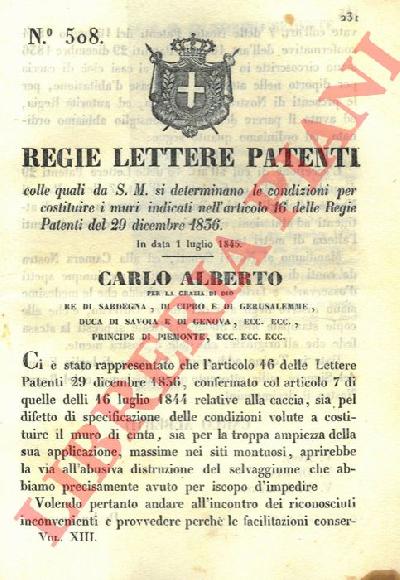 231
N.º 508.
REGIE LETTERE PATENTI
colle quali da S. M. si determinano le condizioni per
costituire i muri indicati nell'articolo 16 delle Regie
Patenti del 29 dicembre 1836.
In data 1 luglio 1845.
CARLO ALBERTO
PER LA GRAZIA DI DIO
RE DI SARDEGNA, DI CIPRO E DI GERUSALEMME,
DUCA DI SAVOIA E DI GENOVA, ECC. ECC.,
PRINCIPE DI PIEMONTE, ECC. ECC. ECC.
Ci è stato rappresentato che l'articolo 16 delle Lettere
Patenti 29 dicembre 1836, confermato col articolo 7 di
quelle delli 16 luglio 1844 relative alla caccia, sia pel
difetto di specificazione delle condizioni volute a costi-
tuire il muro di cinta, sia per la troppa ampiezza della
sua applicazione, massime nei siti montuosi, aprirebbe
la via all'abusiva distruzione del selvaggiume che ab-
biamo precisamente avuto per iscopo d'impedire
Volendo pertanto andare all'incontro dei riconosciuti
inconvenienti e provvedere perchè le facilitazioni conser-
VOL. XIII.
LIBRERIA PIANI